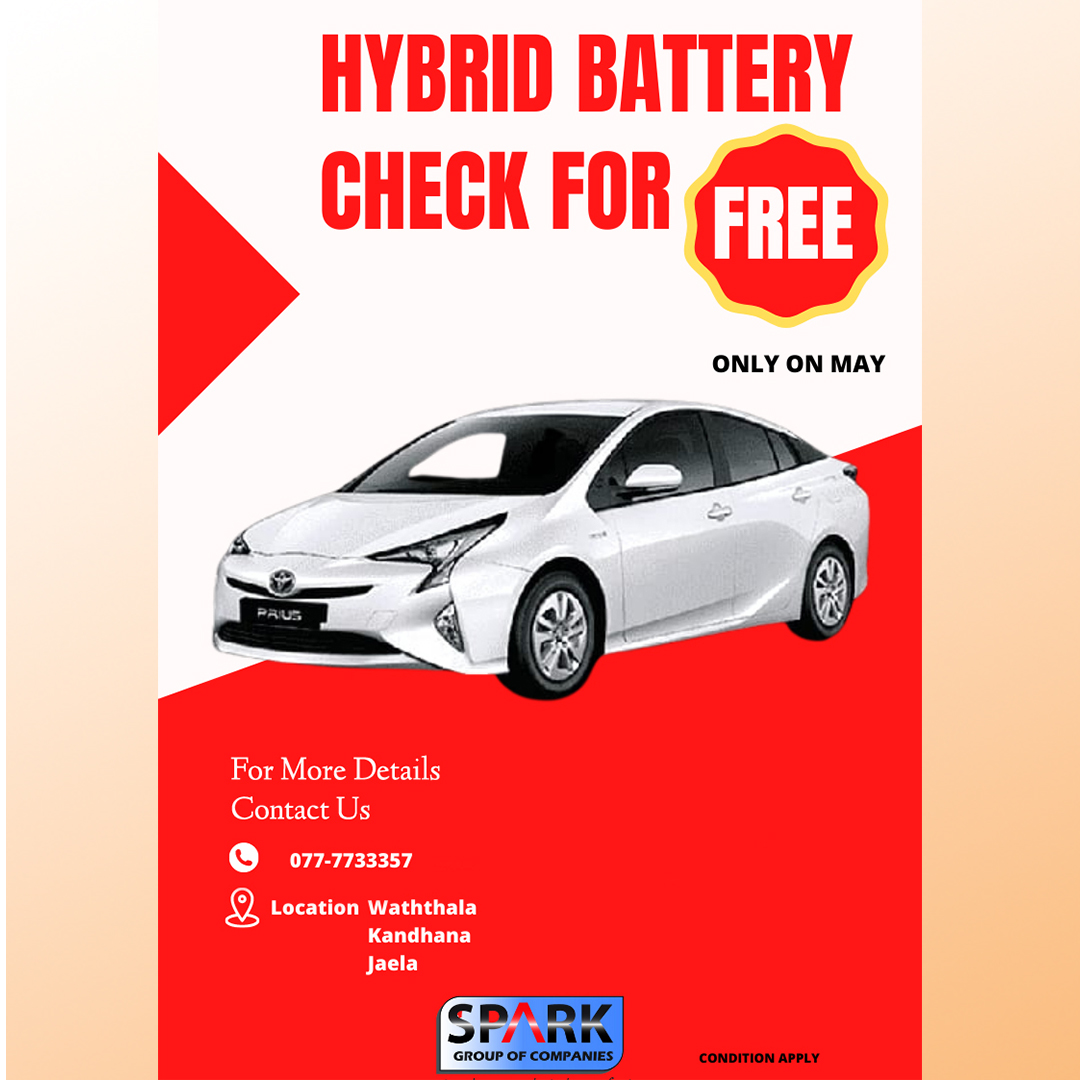 HYBRID BATTERY
CHECK FOR
FREE
ONLY ON MAY
PRIUS
For More Details
Contact Us
077-7733357
Location Waththala
Kandhana
Jaela
SPARK
GROUP OF COMPANIES
CONDITION APPLY